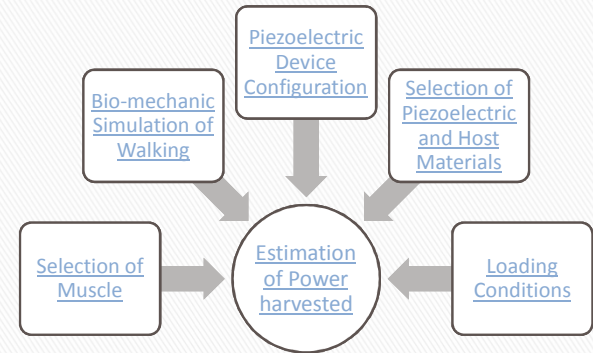 Piezoelectric
Device
Configuration
Bio-mechanic
Simulation of
Walking
Selection of
Piezoelectric
and Host
Materials
Selection of
Muscle
Estimation
of Power
harvested
Loading
Conditions